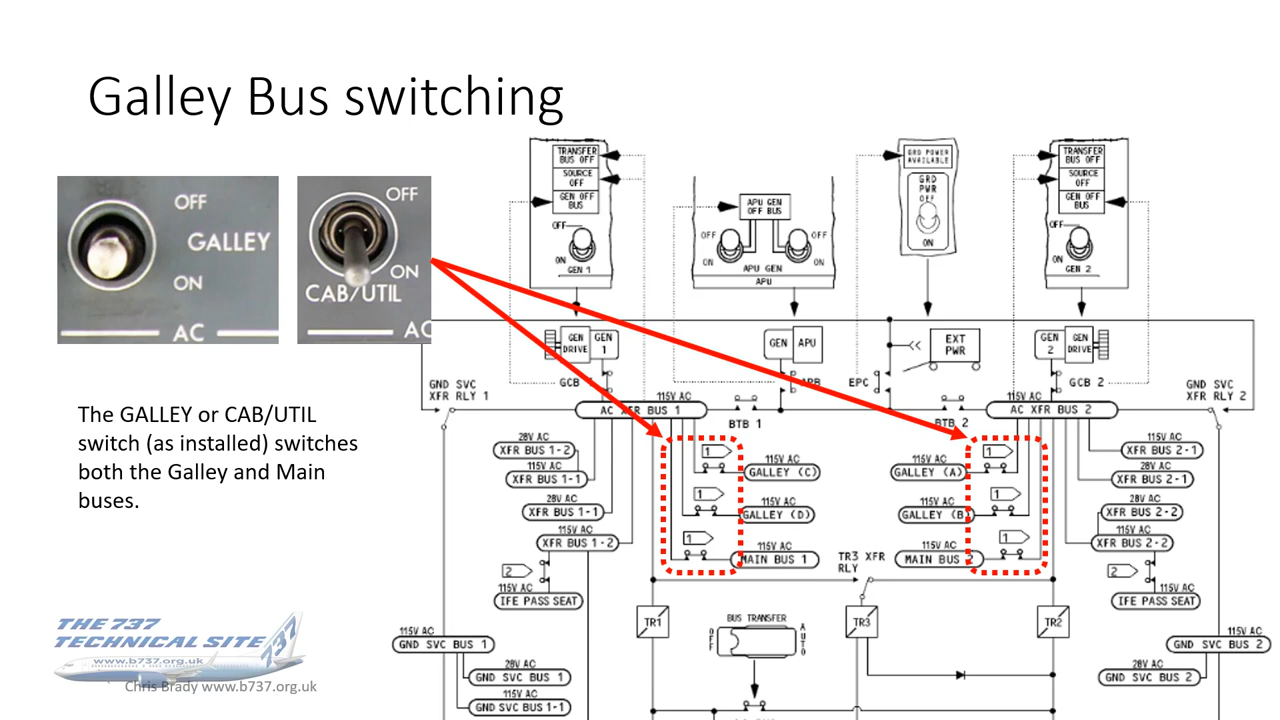 Galley Bus switching
OFF
GALLEY
ON
AC
OFF
ON
CAB/UTIL
AC
The GALLEY or CAB/UTIL
switch (as installed) switches
both the Galley and Main
buses.
THE 737
TECHNICAL SITE
737
www.b737.org.uk
Chris Brady www.b737.org.uk
TRANSFER
BUS OFF
SOURCE
OFF
GEN OFF
BUS
OFF
ON
GEN 1
APU GEN
OFF BUS
OFF
OFF
ON
ON
APU GEN
APU
GRD POWER
AVAILABLE
GRD
PWR
OFF
ON
TRANSFER
BUS OFF
SOURCE
OFF
GEN OFF
BUS
OFF
ON
GEN 2
GEN
DRIVE
GEN
1
GEN
APU
EXT
PWR
GEN
2
GEN
DRIVE
GND SVC
XFR RLY 1
GCB 1
APB
EPC
GCB 2
GND SVC
XFR RLY 2
115V AC
AC XFR BUS 1
BTB 1
BTB 2
115V AC
AC XFR BUS 2
28V AC
XFR BUS 1-2
115V AC
XFR BUS 1-1
28V AC
XFR BUS 1-1
115V AC
XFR BUS 1-2
2
115V AC
IFE PASS SEAT
1
115V AC
GALLEY (C)
1
115V AC
GALLEY (D)
1
115V AC
MAIN BUS 1
115V AC
GALLEY (A)
1
115V AC
GALLEY (B)
1
115V AC
MAIN BUS 2
1
115V AC
XFR BUS 2-1
28V AC
XFR BUS 2-1
28V AC
XFR BUS 2-2
115V AC
XFR BUS 2-2
2
115V AC
IFE PASS SEAT
TR3 XFR
RLY
TR1
BUS TRANSFER
OFF
AUTO
TR3
TR2
115V AC
GND SVC BUS 1
28V AC
GND SVC BUS 1
115V AC
GND SVC BUS 1-1
115V AC
GND SVC BUS 2
28V AC
GND SVC BUS 2